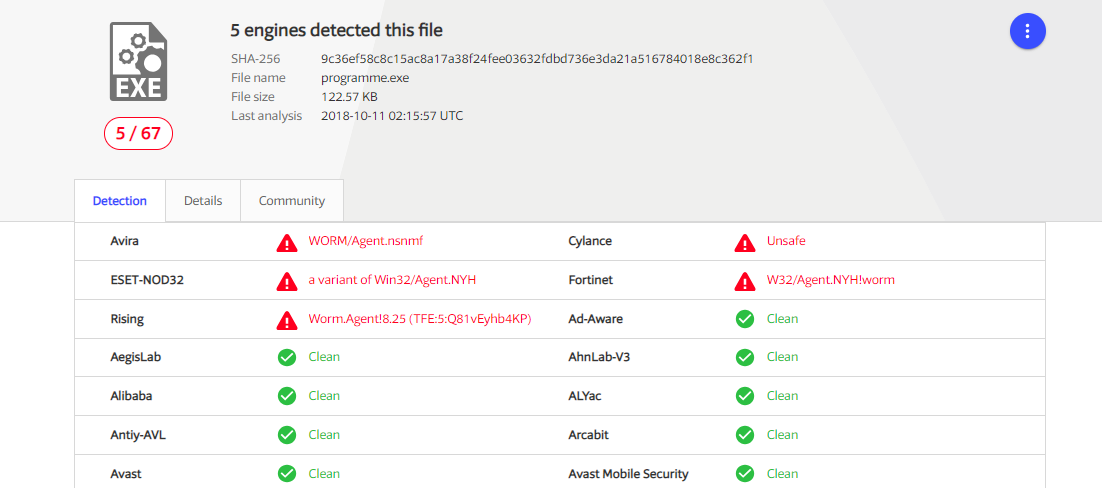 5 engines detected this file
SHA-256 9c36ef58c8c15ac8a17a38f24fee03632fdbd736e3da21a516784018e8c362f1
File name programme.exe
File size 122.57 KB
Last analysis 2018-10-11 02:15:57 UTC
EXE
5 / 67
Detection Details Community
Avira WORM/Agent.nsnmf Cylance Unsafe
ESET-NOD32 a variant of Win32/Agent.NYH Fortinet W32/Agent.NYH!worm
Rising Worm.Agent!8.25 (TFE:5:Q81vEyhb4KP) Ad-Aware Clean
AegisLab Clean AhnLab-V3 Clean
Alibaba Clean ALYac Clean
Antiy-AVL Clean Arcabit Clean
Avast Clean Avast Mobile Security Clean